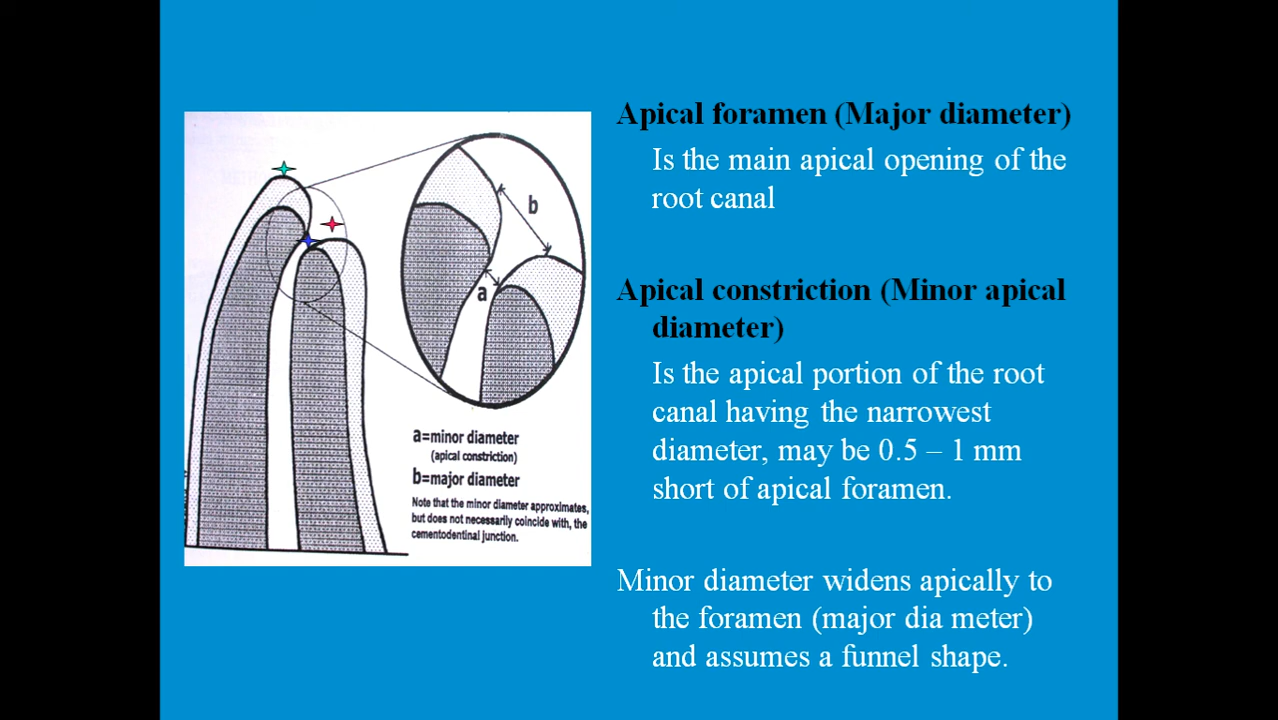 Apical foramen (Major diameter)
Is the main apical opening of the
root canal
Apical constriction (Minor apical
diameter)
Is the apical portion of the root
canal having the narrowest
diameter, may be 0.5 – 1 mm
short of apical foramen.
Minor diameter widens apically to
the foramen (major dia meter)
and assumes a funnel shape.
b
a
a=minor diameter
(apical constriction)
b=major diameter
Note that the minor diameter approximates,
but does not necessarily coincide with, the
cementodentinal junction.